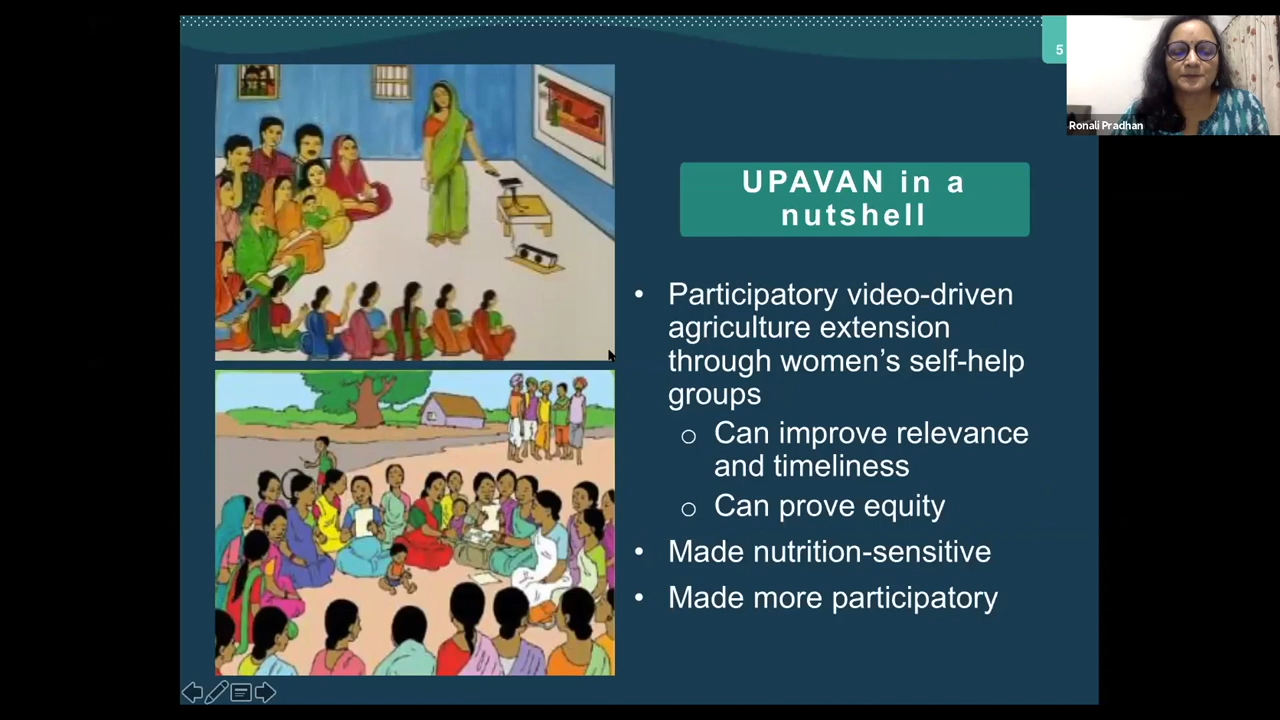 5
Ronali Pradhan
UPAVAN in a
nutshell
• Participatory video-driven
agriculture extension
through women’s self-help
groups
o Can improve relevance
and timeliness
o Can prove equity
• Made nutrition-sensitive
• Made more participatory